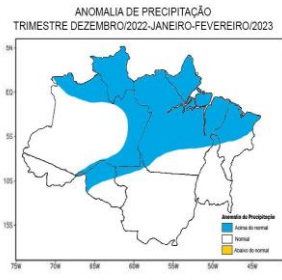 ANOMALIA DE PRECIPITAÇÃO
TRIMESTRE DEZEMBRO/2022-JANEIRO-FEVEREIRO/2023
5N
EQ
5S
10S
15S
Anomalia de Precipitação
Acima do normal
Normal
Abaixo do normal
75W 70W 65W 60W 55W 50W 45W